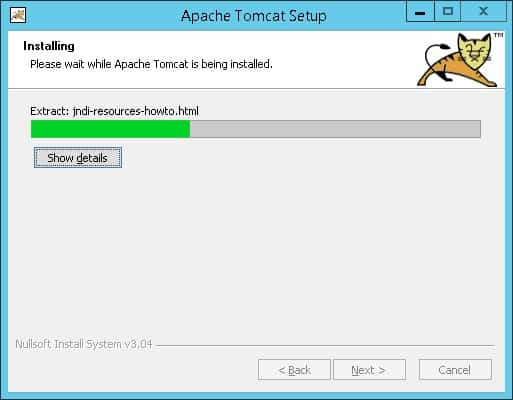 Apache Tomcat Setup
Installing
Please wait while Apache Tomcat is being installed.
TM
Extract: jndi-resources-howto.html
Show details
Nullsoft Install System v3.04
< Back
Next >
Cancel